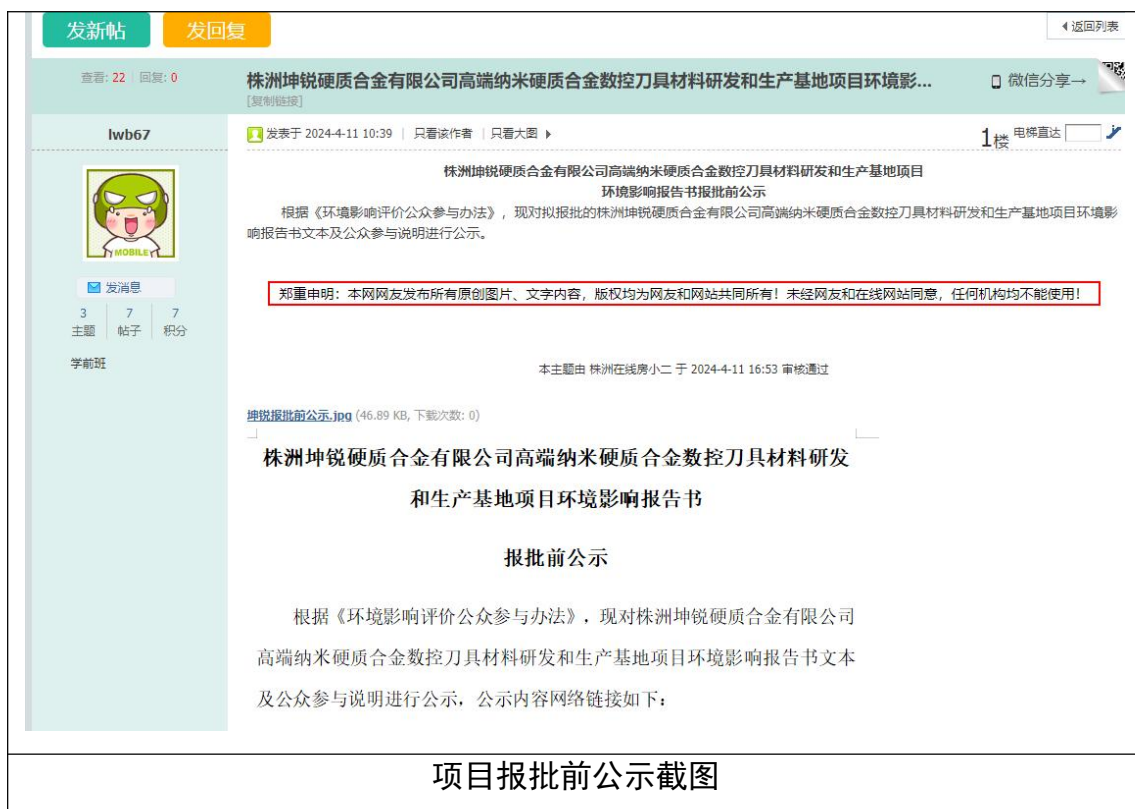 发新帖
发回复
返回列表
查看: 22 回复: 0
株洲坤锐硬质合金有限公司高端纳米硬质合金数控刀具材料研发和生产基地项目环境影...
[复制链接]
微信分享→
lwb67
发表于 2024-4-11 10:39 | 只看该作者 | 只看大图
1楼 电梯直达
MOBILE
株洲坤锐硬质合金有限公司高端纳米硬质合金数控刀具材料研发和生产基地项目
环境影响报告书报批前公示
根据《环境影响评价公众参与办法》，现对拟报批的株洲坤锐硬质合金有限公司高端纳米硬质合金数控刀具材料研发和生产基地项目环境影
响报告书文本及公众参与说明进行公示。
发消息
3 7 7
主题 帖子 积分
学前班
郑重申明：本网网友发布所有原创图片、文字内容，版权均为网友和网站共同所有！未经网友和在线网站同意，任何机构均不能使用！
本主题由 株洲在线房小二 于 2024-4-11 16:53 审核通过
坤锐报批前公示.jpg (46.89 KB, 下载次数: 0)
株洲坤锐硬质合金有限公司高端纳米硬质合金数控刀具材料研发
和生产基地项目环境影响报告书
报批前公示
根据《环境影响评价公众参与办法》，现对株洲坤锐硬质合金有限公司
高端纳米硬质合金数控刀具材料研发和生产基地项目环境影响报告书文本
及公众参与说明进行公示，公示内容网络链接如下：
项目报批前公示截图